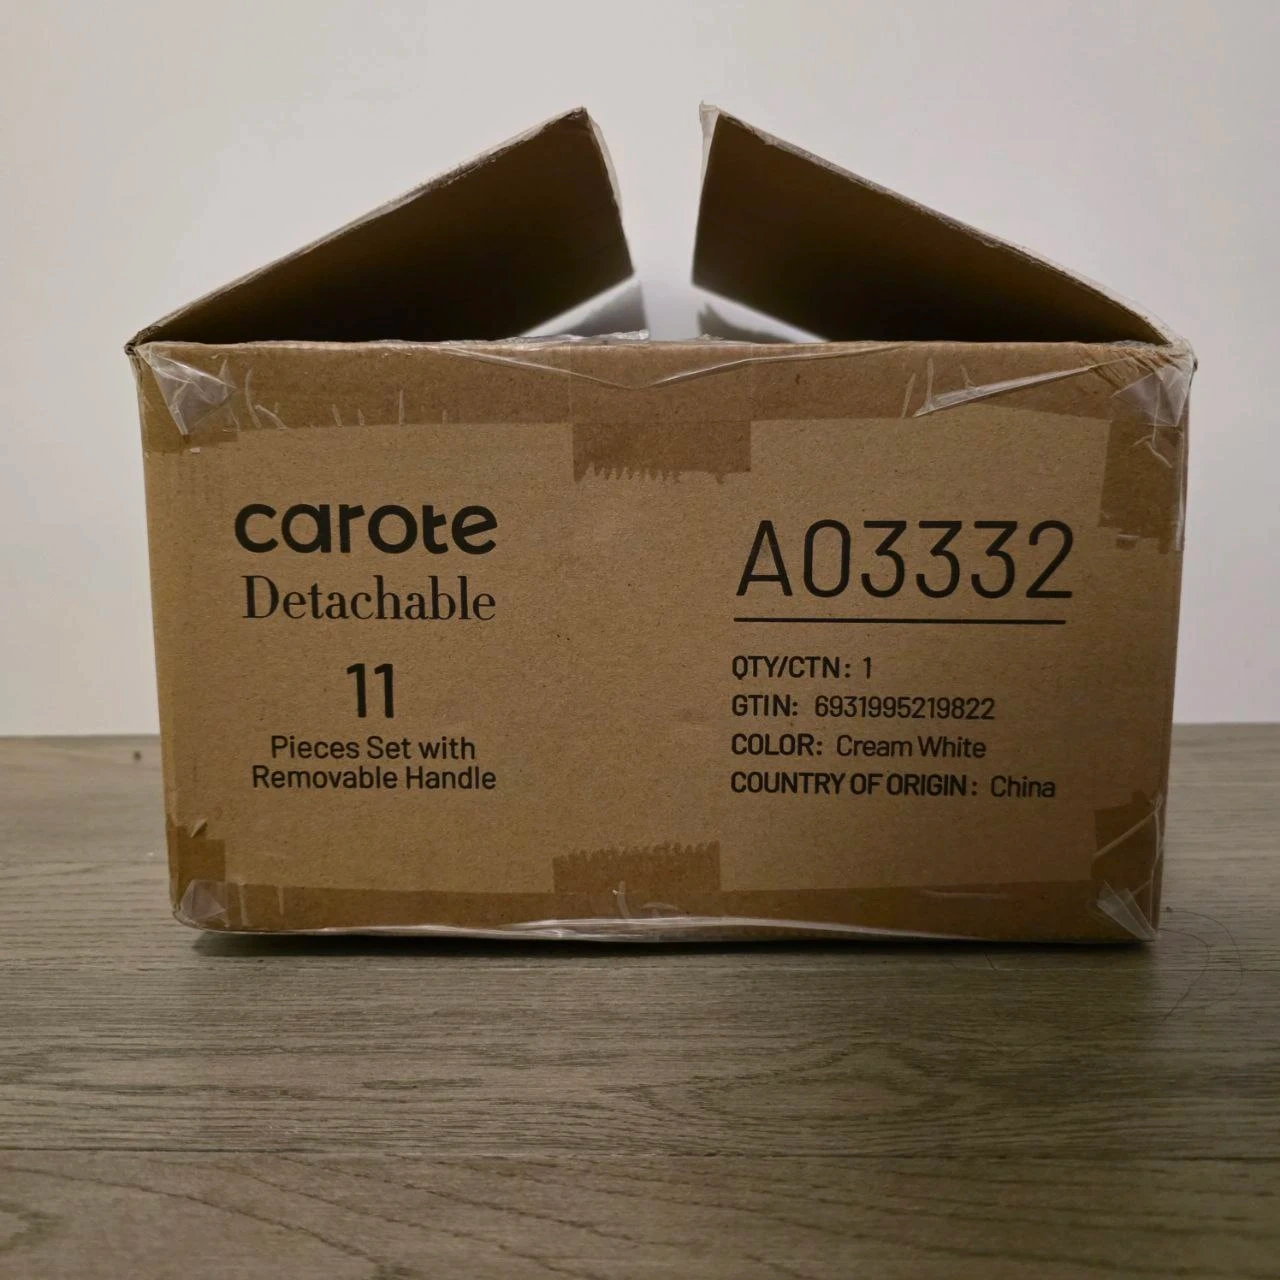 carote
Detachable
11
Pieces Set with
Removable Handle
A03332
QTY/CTN: 1
GTIN: 6931995219822
COLOR: Cream White
COUNTRY OF ORIGIN: China